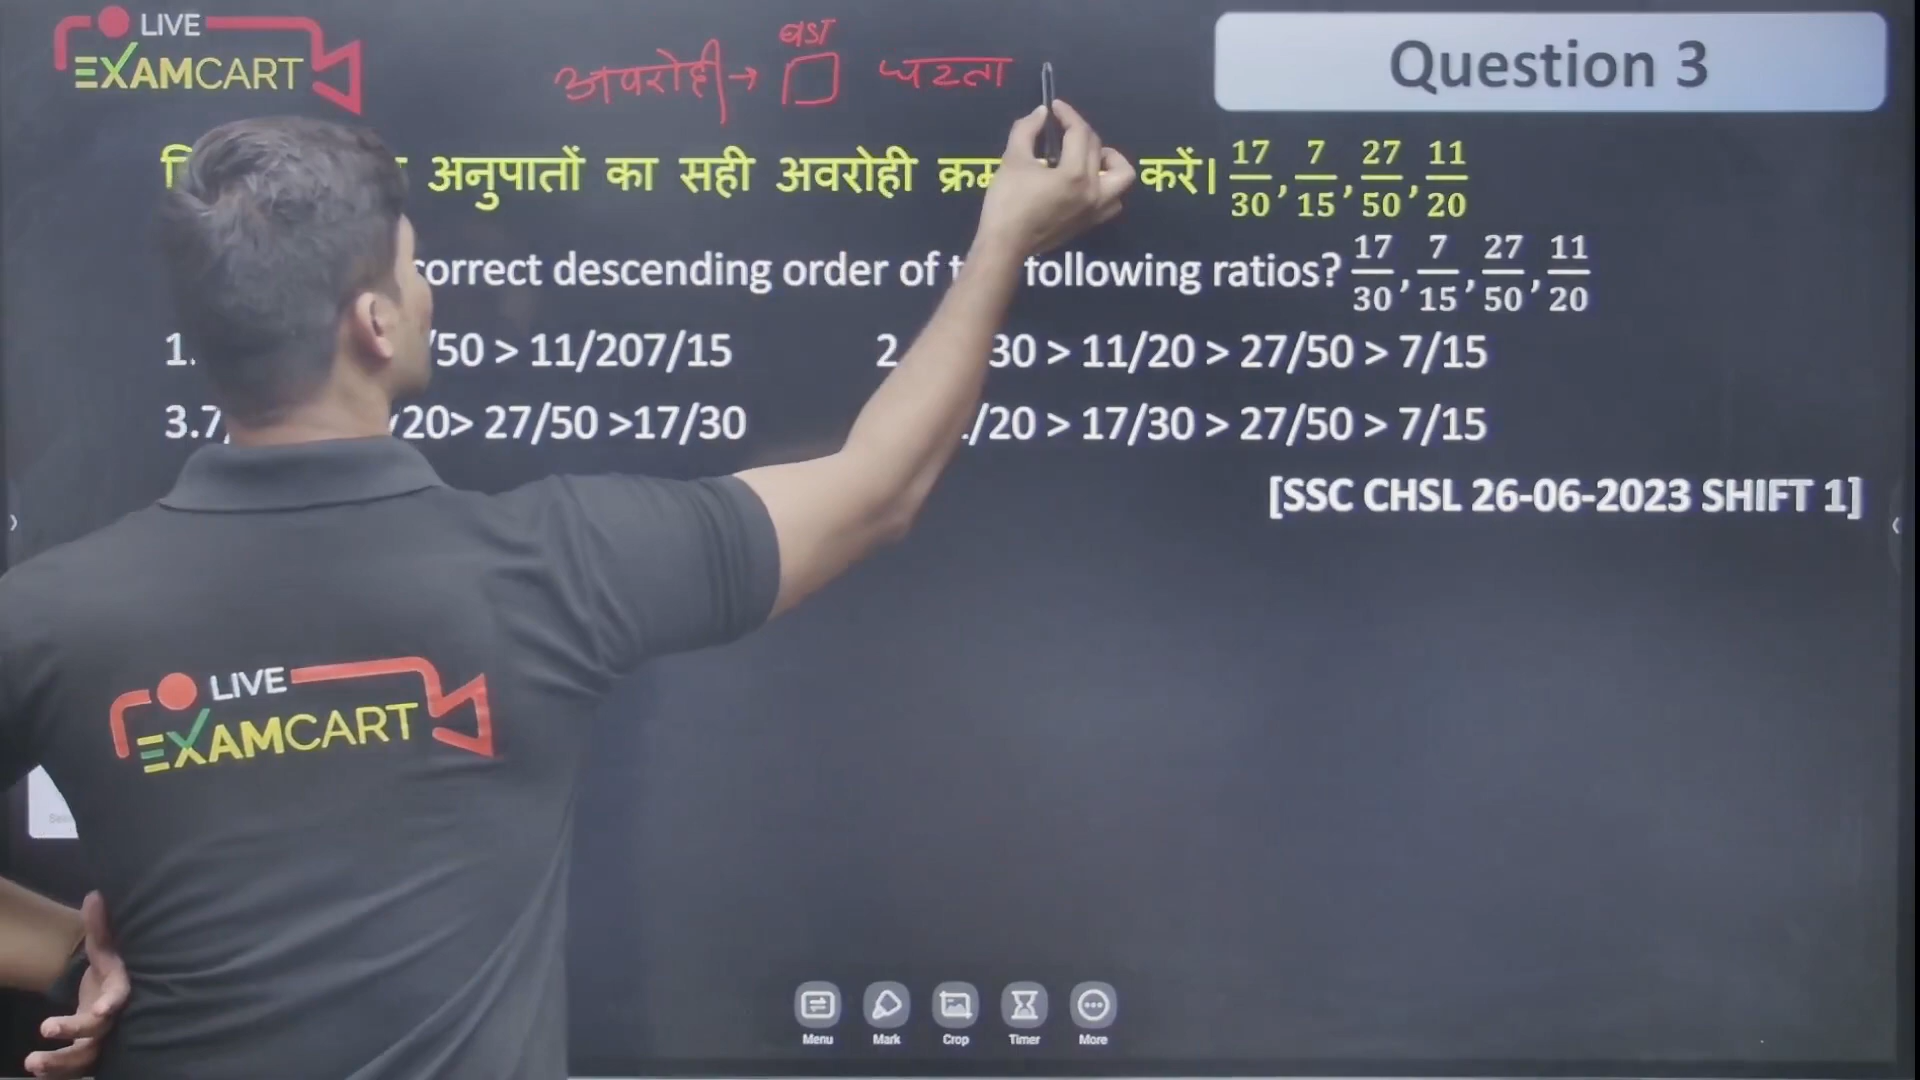 LIVE
EXAMCART
अवरोही → बड़ा घटता
Question 3
अनुपातों का सही अवरोही करें। 17/30, 7/15, 27/50, 11/20
correct descending order of following ratios? 17/30, 7/15, 27/50, 11/20
1. /50 > 11/207/15
2. 30 > 11/20 > 27/50 > 7/15
3.7/ /20> 27/50 >17/30
/20 > 17/30 > 27/50 > 7/15
[SSC CHSL 26-06-2023 SHIFT 1]
LIVE
EXAMCART
Menu Mark Crop Timer More